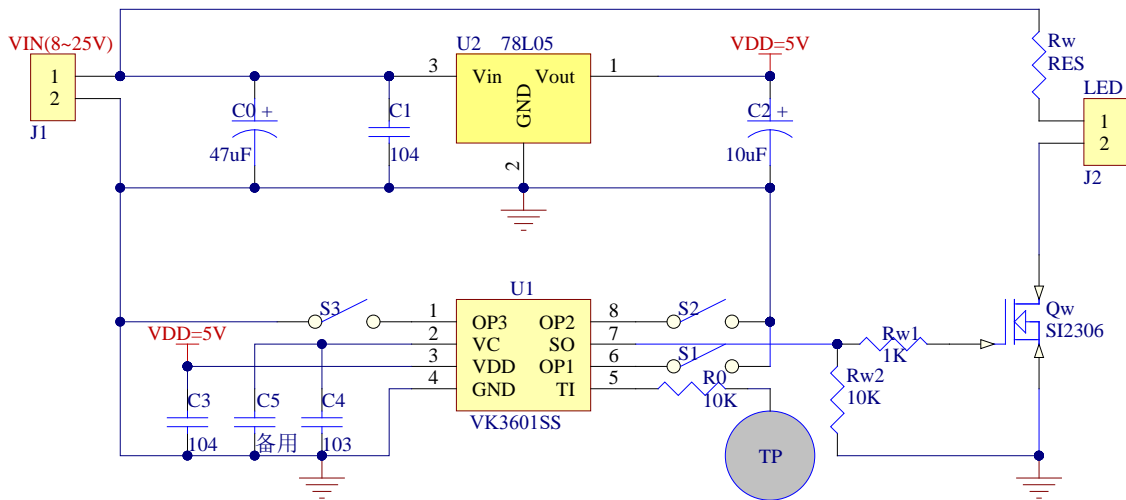 VIN(8~25V)
1
2
J1
C0 +
47uF
C1
104
U2 78L05
3 Vin Vout 1
GND
2
VDD=5V
C2 +
10uF
Rw
RES
LED
1
2
J2
U1
S3
1 OP3 OP2 8
2 VC SO 7
3 VDD OP1 6
4 GND TI 5
VK3601SS
S2
S1
R0
10K
TP
VDD=5V
C3
104
C5
备用
C4
103
Rw1
1K
Rw2
10K
Qw
SI2306